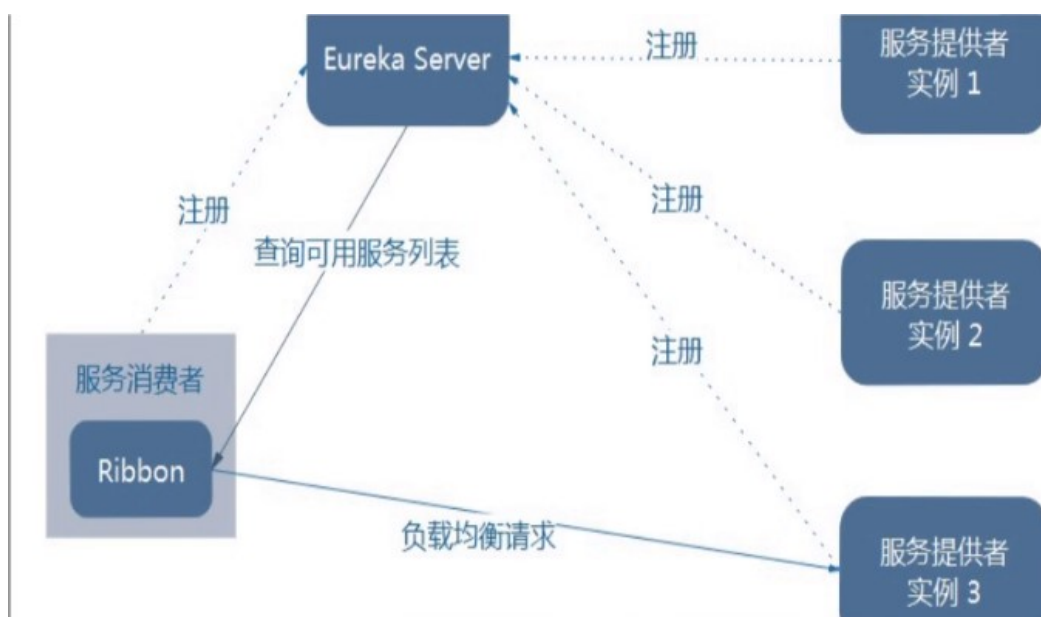 Eureka Server
注册
服务提供者
实例 1
注册
注册
查询可用服务列表
服务提供者
实例 2
注册
服务消费者
Ribbon
负载均衡请求
服务提供者
实例 3